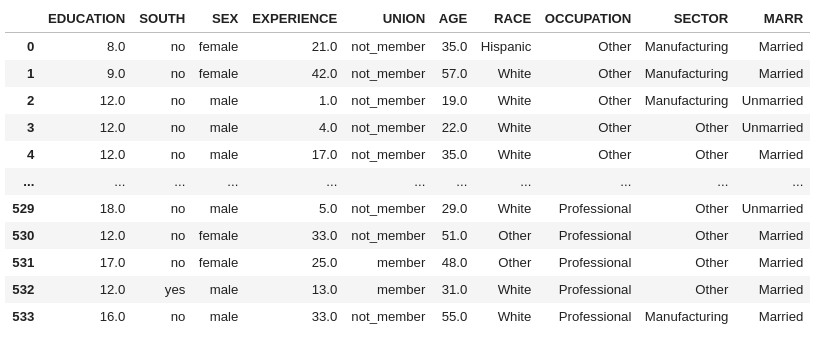 EDUCATION SOUTH SEX EXPERIENCE UNION AGE RACE OCCUPATION SECTOR MARR
0 8.0 no female 21.0 not_member 35.0 Hispanic Other Manufacturing Married
1 9.0 no female 42.0 not_member 57.0 White Other Manufacturing Married
2 12.0 no male 1.0 not_member 19.0 White Other Manufacturing Unmarried
3 12.0 no male 4.0 not_member 22.0 White Other Other Unmarried
4 12.0 no male 17.0 not_member 35.0 White Other Other Married
... ... ... ... ... ... ... ... ... ... ...
529 18.0 no male 5.0 not_member 29.0 White Professional Other Unmarried
530 12.0 no female 33.0 not_member 51.0 Other Professional Other Married
531 17.0 no female 25.0 member 48.0 Other Professional Other Married
532 12.0 yes male 13.0 member 31.0 White Professional Other Married
533 16.0 no male 33.0 not_member 55.0 White Professional Manufacturing Married